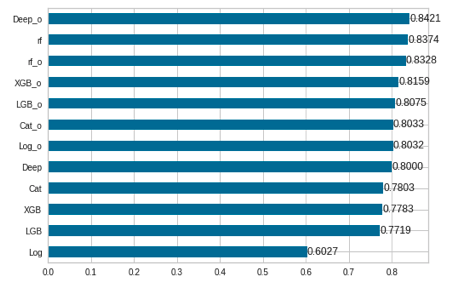 Deep_o 0.8421
rf 0.8374
rf_o 0.8328
XGB_o 0.8159
LGB_o 0.8075
Cat_o 0.8033
Log_o 0.8032
Deep 0.8000
Cat 0.7803
XGB 0.7783
LGB 0.7719
Log 0.6027
0.0 0.1 0.2 0.3 0.4 0.5 0.6 0.7 0.8